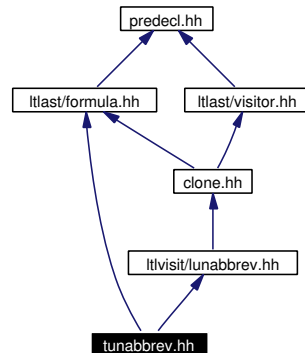 predecl.hh
ltlast/formula.hh
ltlast/visitor.hh
clone.hh
ltlvisit/lunabbrev.hh
tunabbrev.hh